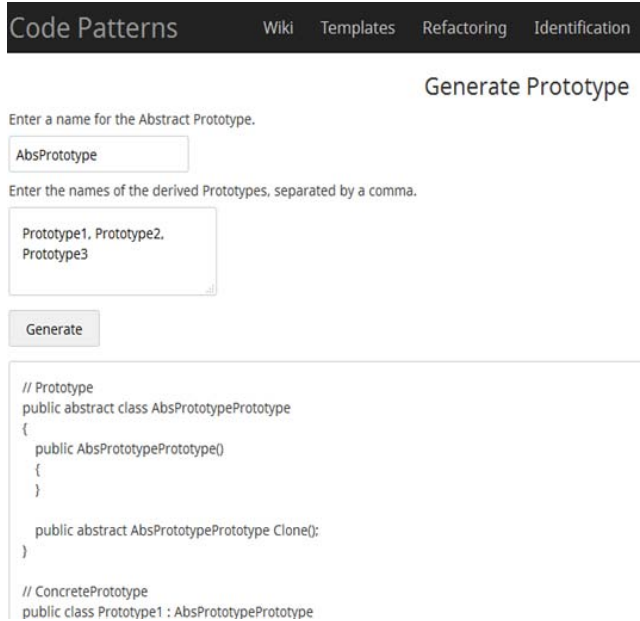 Code Patterns Wiki Templates Refactoring Identification
Generate Prototype
Enter a name for the Abstract Prototype.
AbsPrototype
Enter the names of the derived Prototypes, separated by a comma.
Prototype1, Prototype2,
Prototype3
Generate
// Prototype
public abstract class AbsPrototypePrototype
{
public AbsPrototypePrototype()
{
}
public abstract AbsPrototypePrototype Clone();
}
// ConcretePrototype
public class Prototype1 : AbsPrototypePrototype